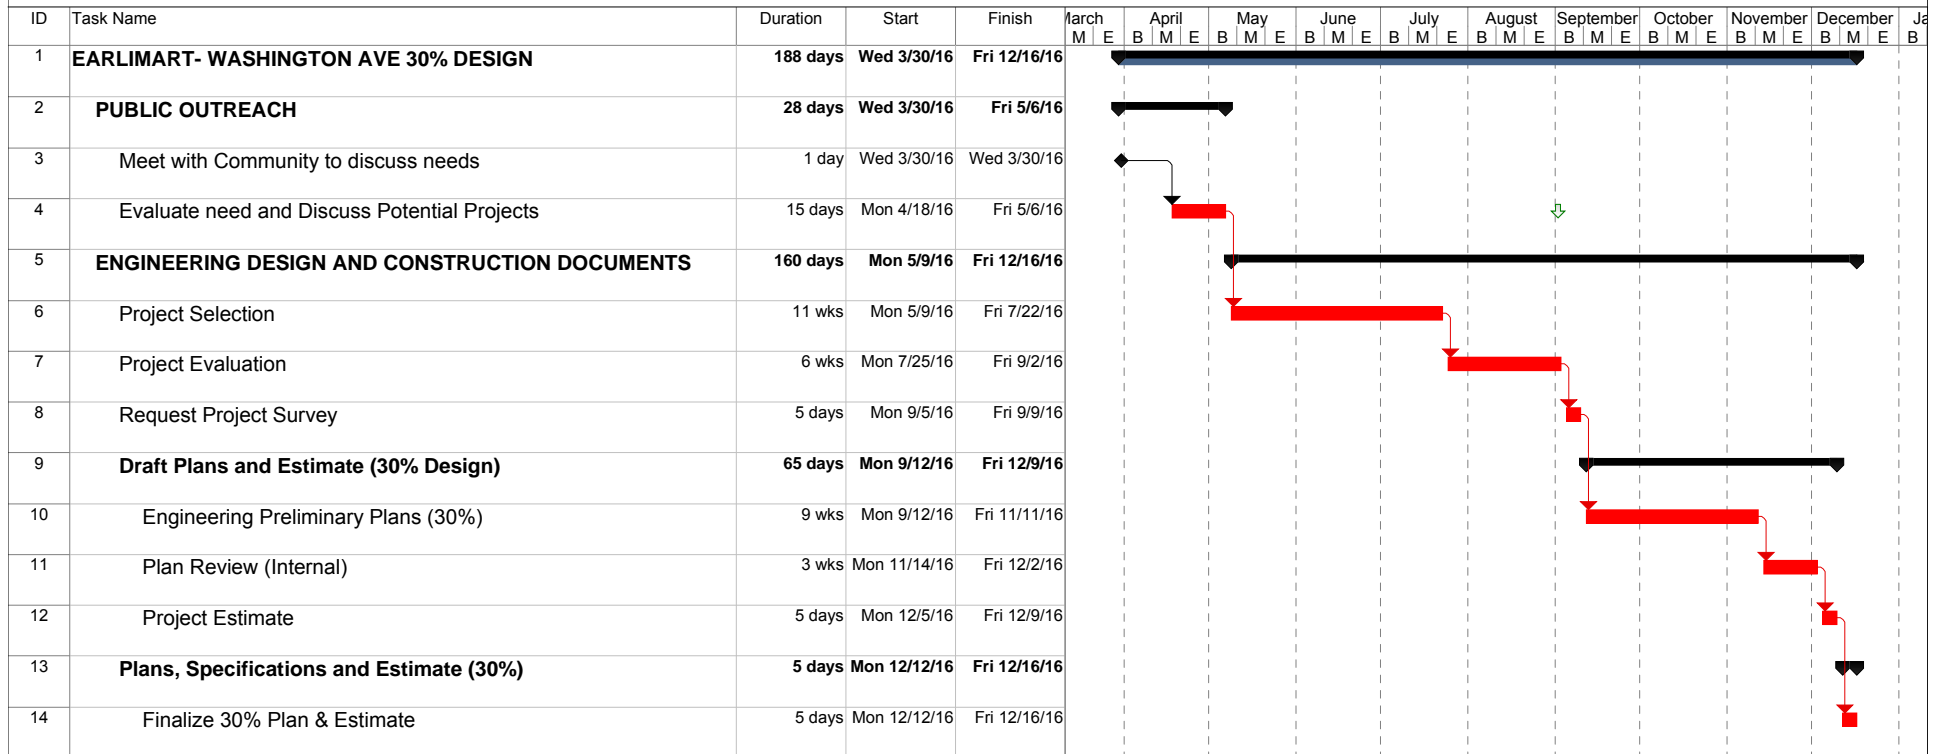 ID Task Name Duration Start Finish March April May June July August September October November December Ja
M E B M E B M E B M E B M E B M E B M E B M E B M E B M E B
1 EARLIMART- WASHINGTON AVE 30% DESIGN 188 days Wed 3/30/16 Fri 12/16/16
2 PUBLIC OUTREACH 28 days Wed 3/30/16 Fri 5/6/16
3 Meet with Community to discuss needs 1 day Wed 3/30/16 Wed 3/30/16
4 Evaluate need and Discuss Potential Projects 15 days Mon 4/18/16 Fri 5/6/16
5 ENGINEERING DESIGN AND CONSTRUCTION DOCUMENTS 160 days Mon 5/9/16 Fri 12/16/16
6 Project Selection 11 wks Mon 5/9/16 Fri 7/22/16
7 Project Evaluation 6 wks Mon 7/25/16 Fri 9/2/16
8 Request Project Survey 5 days Mon 9/5/16 Fri 9/9/16
9 Draft Plans and Estimate (30% Design) 65 days Mon 9/12/16 Fri 12/9/16
10 Engineering Preliminary Plans (30%) 9 wks Mon 9/12/16 Fri 11/11/16
11 Plan Review (Internal) 3 wks Mon 11/14/16 Fri 12/2/16
12 Project Estimate 5 days Mon 12/5/16 Fri 12/9/16
13 Plans, Specifications and Estimate (30%) 5 days Mon 12/12/16 Fri 12/16/16
14 Finalize 30% Plan & Estimate 5 days Mon 12/12/16 Fri 12/16/16